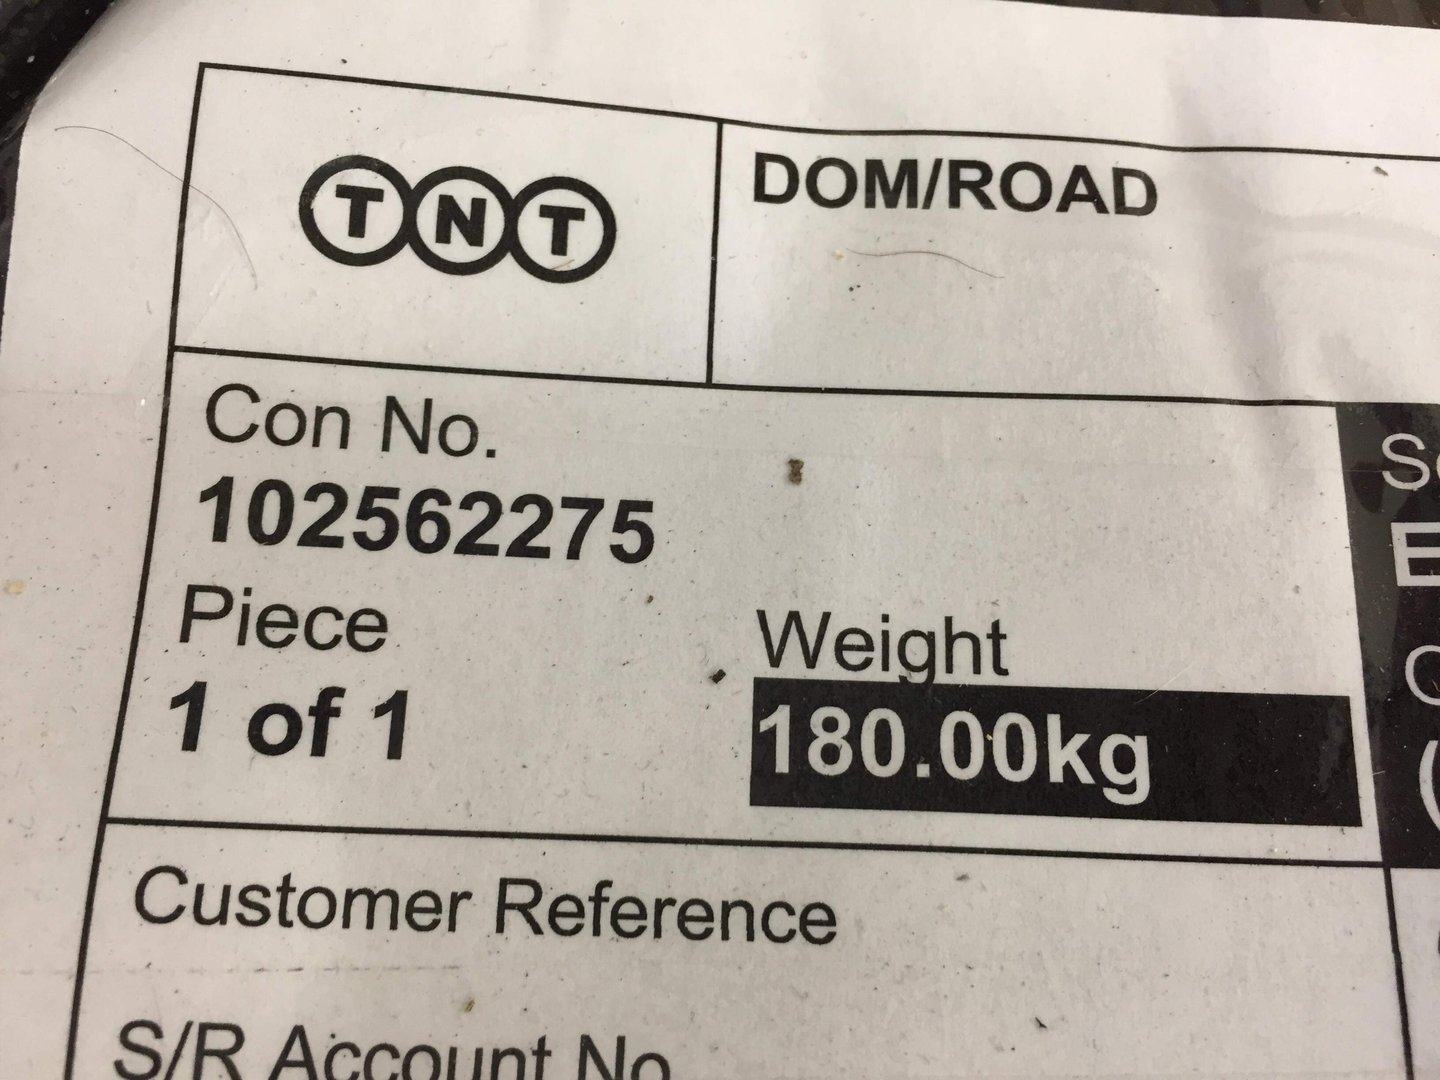 TNT
DOM/ROAD
Con No.
102562275
Piece
1 of 1
Weight
180.00kg
Customer Reference
S/R Account No